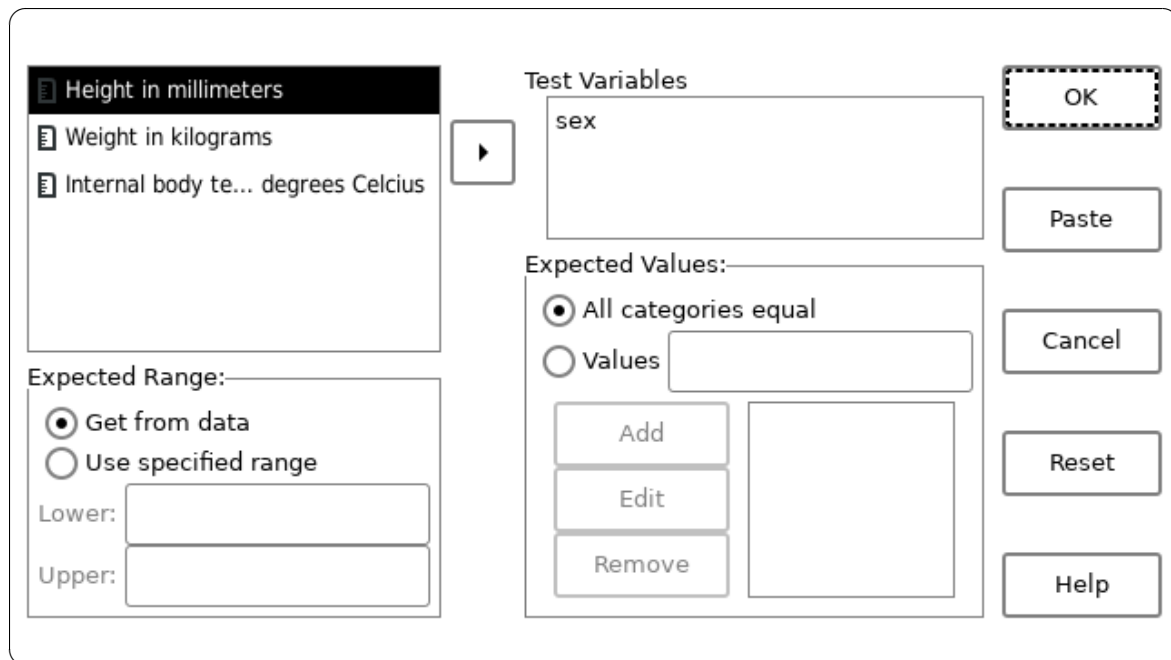 Height in millimeters
Weight in kilograms
Internal body te... degrees Celcius
Expected Range:
Get from data
Use specified range
Lower:
Upper:
Test Variables
sex
Expected Values:
All categories equal
Values
Add
Edit
Remove
OK
Paste
Cancel
Reset
Help